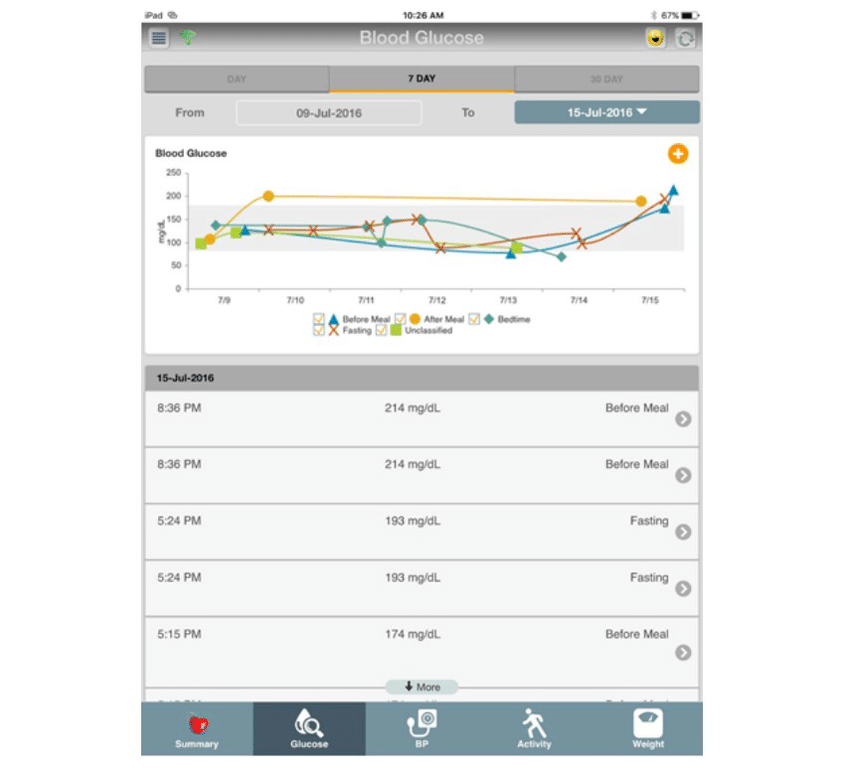 iPad 10:26 AM 67%
Blood Glucose
DAY 7 DAY 30 DAY
From 09-Jul-2016 To 15-Jul-2016
Blood Glucose
250
200
150
100
50
0
mg/dL
7/9 7/10 7/11 7/12 7/13 7/14 7/15
Before Meal After Meal Bedtime
Fasting Unclassified
15-Jul-2016
8:36 PM 214 mg/dL Before Meal
8:36 PM 214 mg/dL Before Meal
5:24 PM 193 mg/dL Fasting
5:24 PM 193 mg/dL Fasting
5:15 PM 174 mg/dL Before Meal
More
Summary Glucose BP Activity Weight